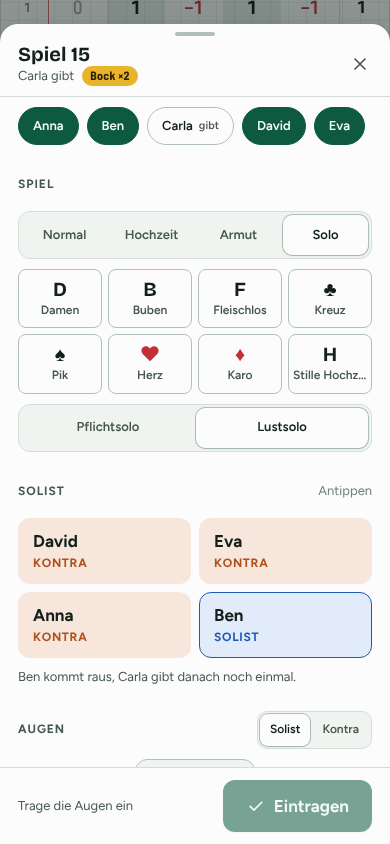 1 0 1 −1 1 −1 1
Spiel 15
Carla gibt Bock ×2
Anna Ben Carla gibt David Eva
SPIEL
Normal Hochzeit Armut Solo
D B F ♣
Damen Buben Fleischlos Kreuz
♠ ♥ ♦ H
Pik Herz Karo Stille Hochz...
Pflichtsolo Lustsolo
SOLIST Antippen
David Eva
KONTRA KONTRA
Anna Ben
KONTRA SOLIST
Ben kommt raus, Carla gibt danach noch einmal.
AUGEN Solist Kontra
Trage die Augen ein Eintragen